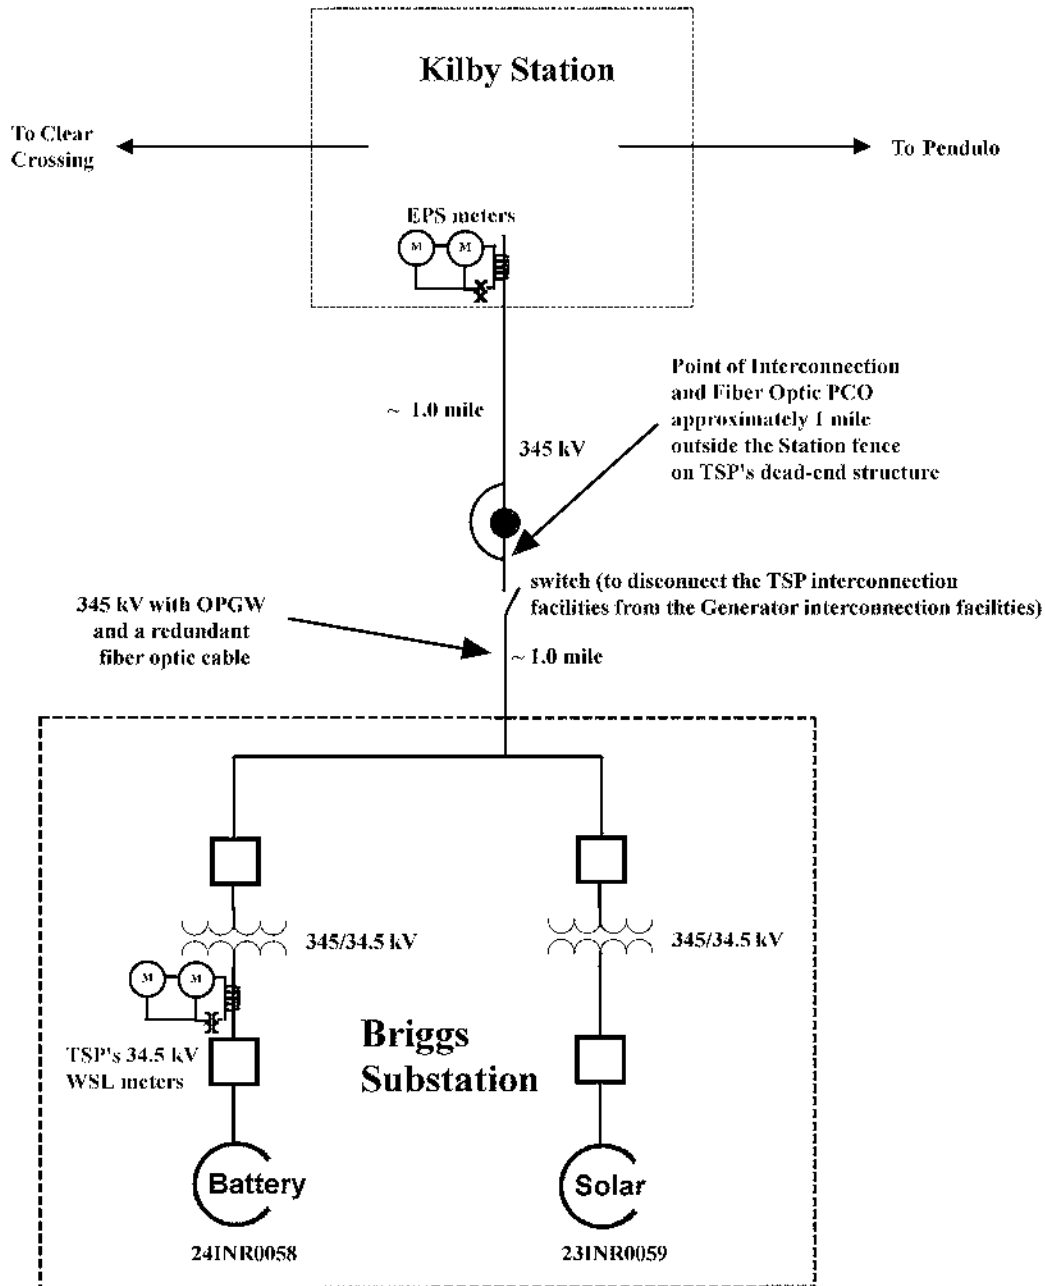 Kilby Station
To Clear
Crossing
To Pendulo
EPS meters
M
M
~ 1.0 mile
345 kV
Point of Interconnection
and Fiber Optic PCO
approximately 1 mile
outside the Station fence
on TSP's dead-end structure
switch (to disconnect the TSP interconnection
facilities from the Generator interconnection facilities)
345 kV with OPGW
and a redundant
fiber optic cable
~ 1.0 mile
345/34.5 kV
345/34.5 kV
M
M
TSP's 34.5 kV
WSL meters
Briggs
Substation
Battery
Solar
24INR0058
23INR0059